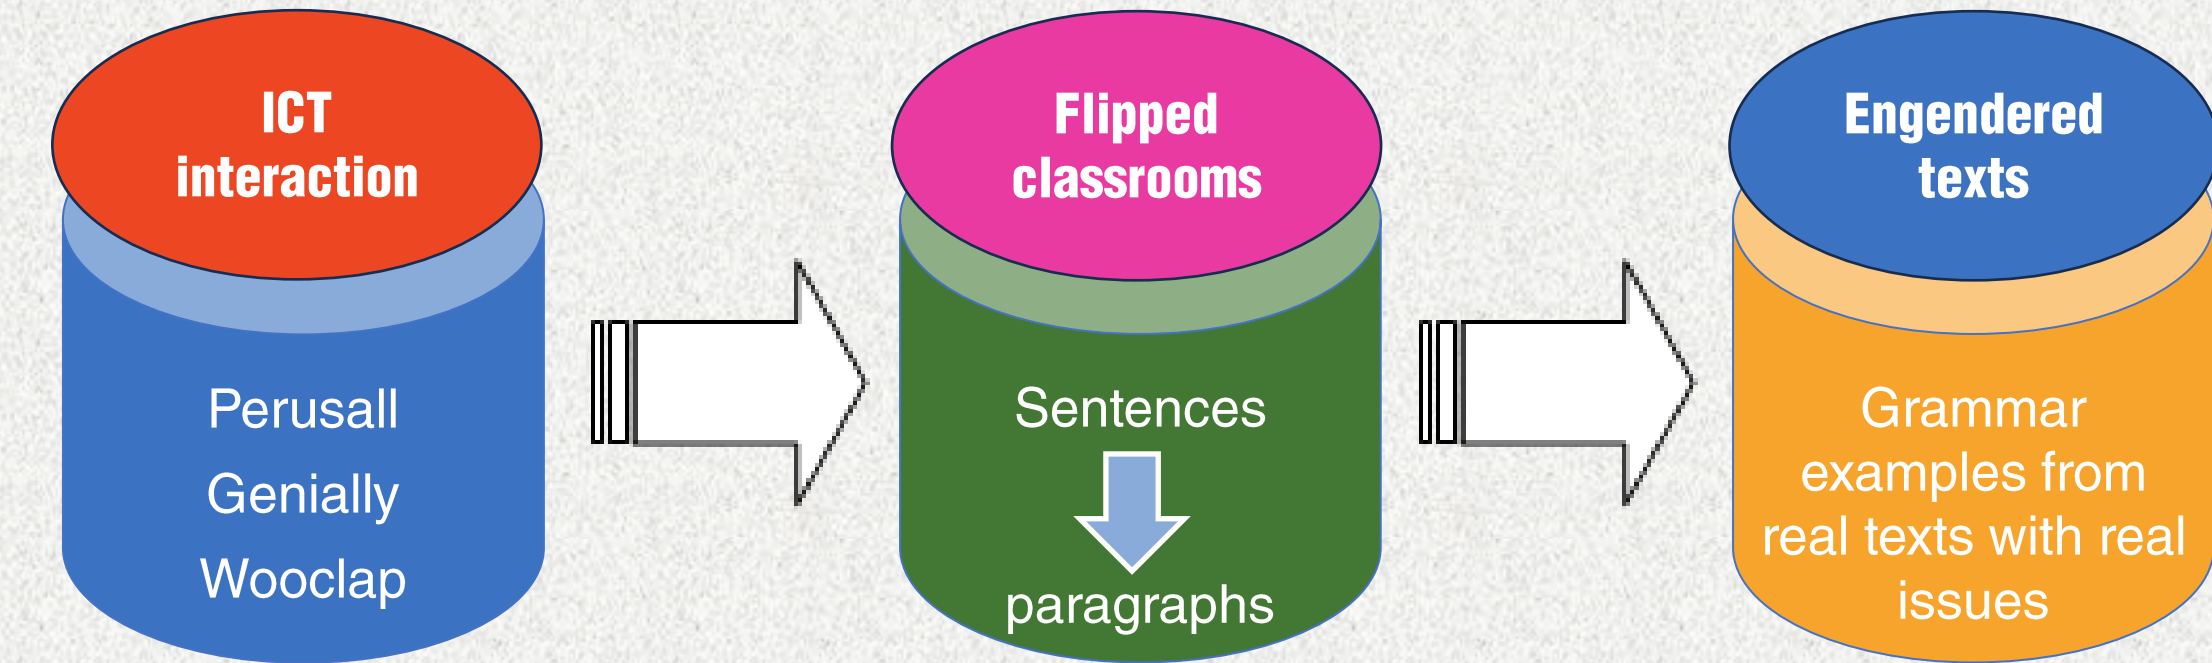 ICT
interaction
Perusall
Genially
Wooclap
Flipped
classrooms
Sentences
paragraphs
Engendered
texts
Grammar
examples from
real texts with real
issues